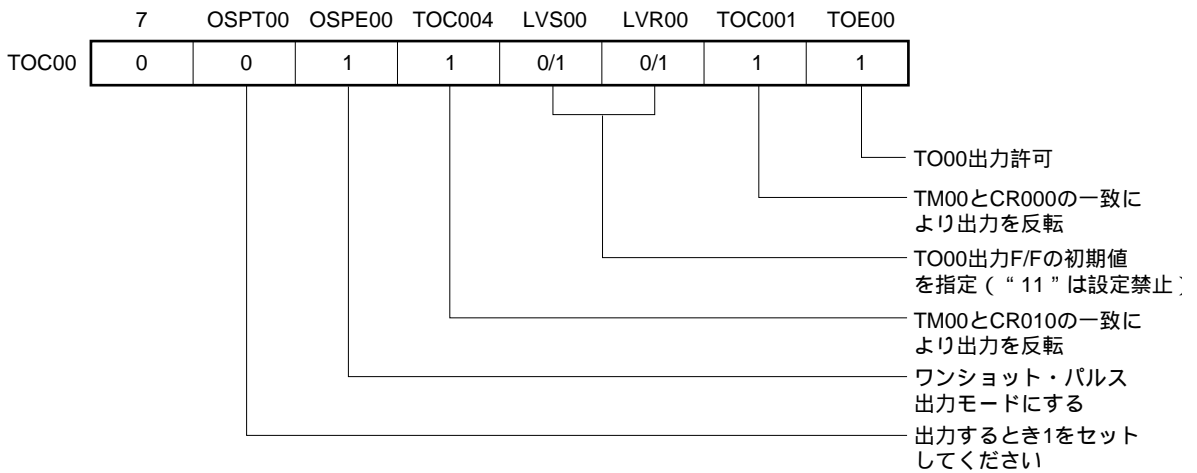 7 OSPT00 OSPE00 TOC004 LVS00 LVR00 TOC001 TOE00
TOC00 0 0 1 1 0/1 0/1 1 1
TO00出力許可
TM00とCR000の一致に
より出力を反転
TO00出力F/Fの初期値
を指定（“11”は設定禁止）
TM00とCR010の一致に
より出力を反転
ワンショット・パルス
出力モードにする
出力するとき1をセット
してください